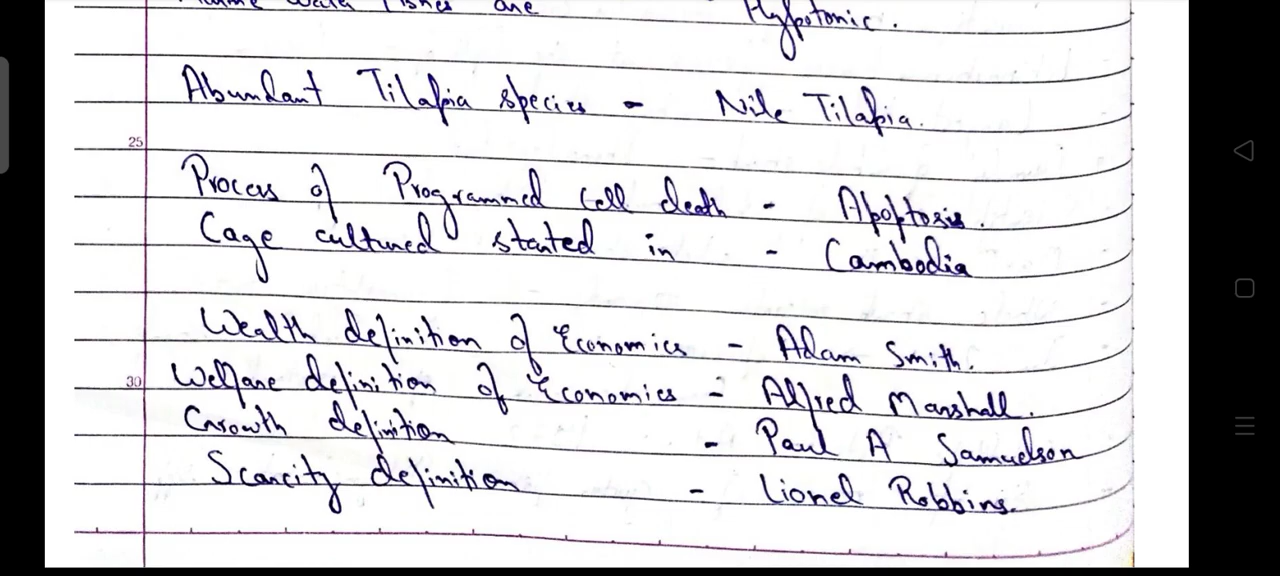 are Hypotonic.
Abundant Tilapia species - Nile Tilapia.
25
Process of Programmed cell death - Apoptosis.
Cage cultured started in - Cambodia
Wealth definition of Economics - Adam Smith.
30 Welfare definition of Economics - Alfred Marshall.
Growth definition - Paul A Samuelson
Scarcity definition - Lionel Robbins.